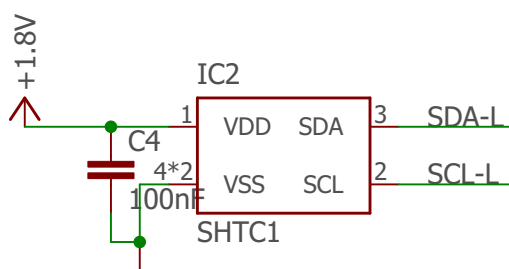 +1.8V
IC2
1
VDD
SDA
3
SDA-L
C4
4*2
VSS
SCL
2
SCL-L
100nF
SHTC1